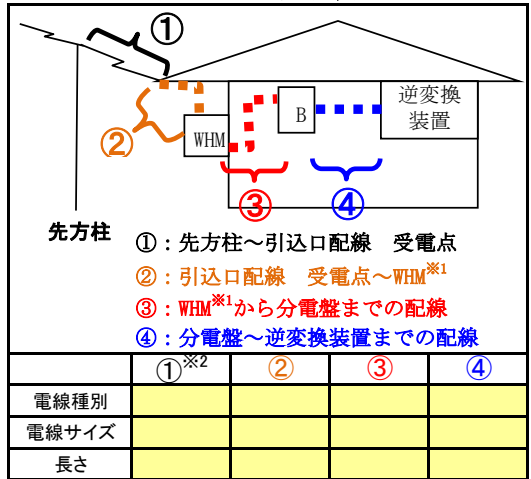 ①
逆変換
装置
B
WHM
②
③
④
先方柱
①：先方柱～引込口配線　受電点
②：引込口配線　受電点～WHM※1
③：WHM※1から分電盤までの配線
④：分電盤～逆変換装置までの配線
①※2 ② ③ ④
電線種別
電線サイズ
長さ